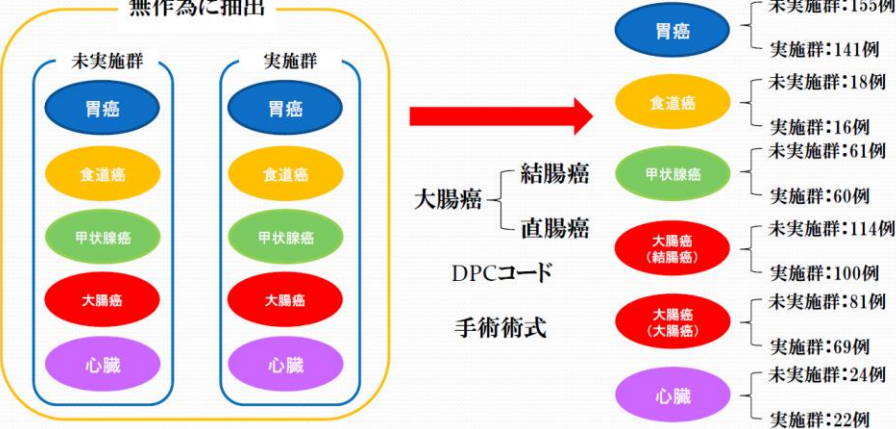 無作為に抽出
未実施群
実施群
胃癌
胃癌
食道癌
食道癌
甲状腺癌
甲状腺癌
大腸癌
大腸癌
心臓
心臓
大腸癌
結腸癌
直腸癌
DPCコード
手術術式
胃癌
未実施群:155例
実施群:141例
食道癌
未実施群:18例
実施群:16例
甲状腺癌
未実施群:61例
実施群:60例
大腸癌
(結腸癌)
未実施群:114例
実施群:100例
大腸癌
(大腸癌)
未実施群:81例
実施群:69例
心臓
未実施群:24例
実施群:22例